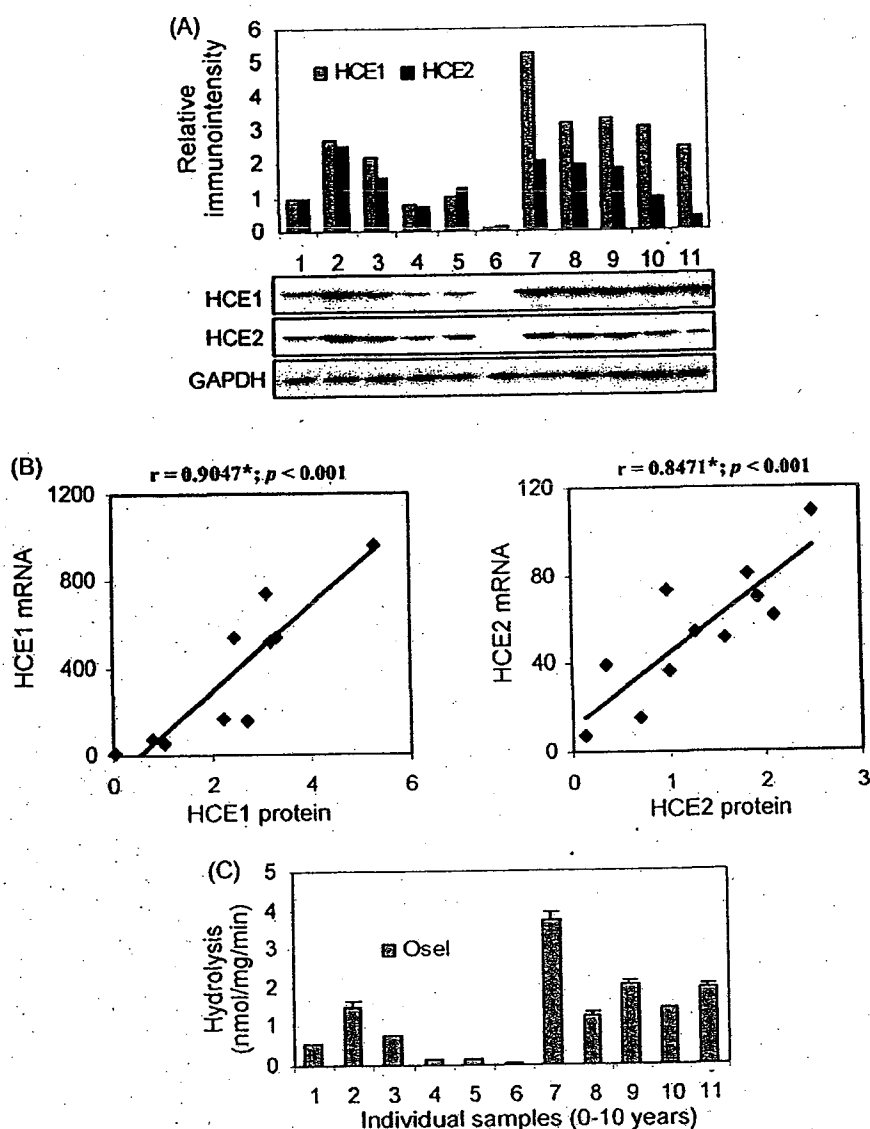 (A)
6
5
4
3
2
1
0
Relative
immunointensity
HCE1 HCE2
1 2 3 4 5 6 7 8 9 10 11
HCE1
HCE2
GAPDH
(B)
r = 0.9047*; p < 0.001
1200
800
400
0
HCE1 mRNA
0 2 4 6
HCE1 protein
r = 0.8471*; p < 0.001
120
80
40
0
HCE2 mRNA
0 1 2 3
HCE2 protein
(C)
5
4
3
2
1
0
Hydrolysis
(nmol/mg/min)
Osel
1 2 3 4 5 6 7 8 9 10 11
Individual samples (0-10 years)